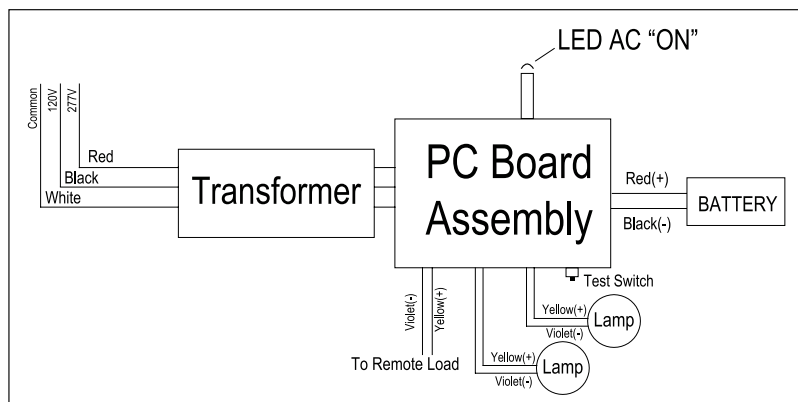 LED AC “ON”
Common
120V
277V
Red
Black
White
Transformer
PC Board
Assembly
Red(+)
Black(-)
BATTERY
Test Switch
Violet(-)
Yellow(+)
To Remote Load
Yellow(+)
Violet(-)
Lamp
Yellow(+)
Violet(-)
Lamp